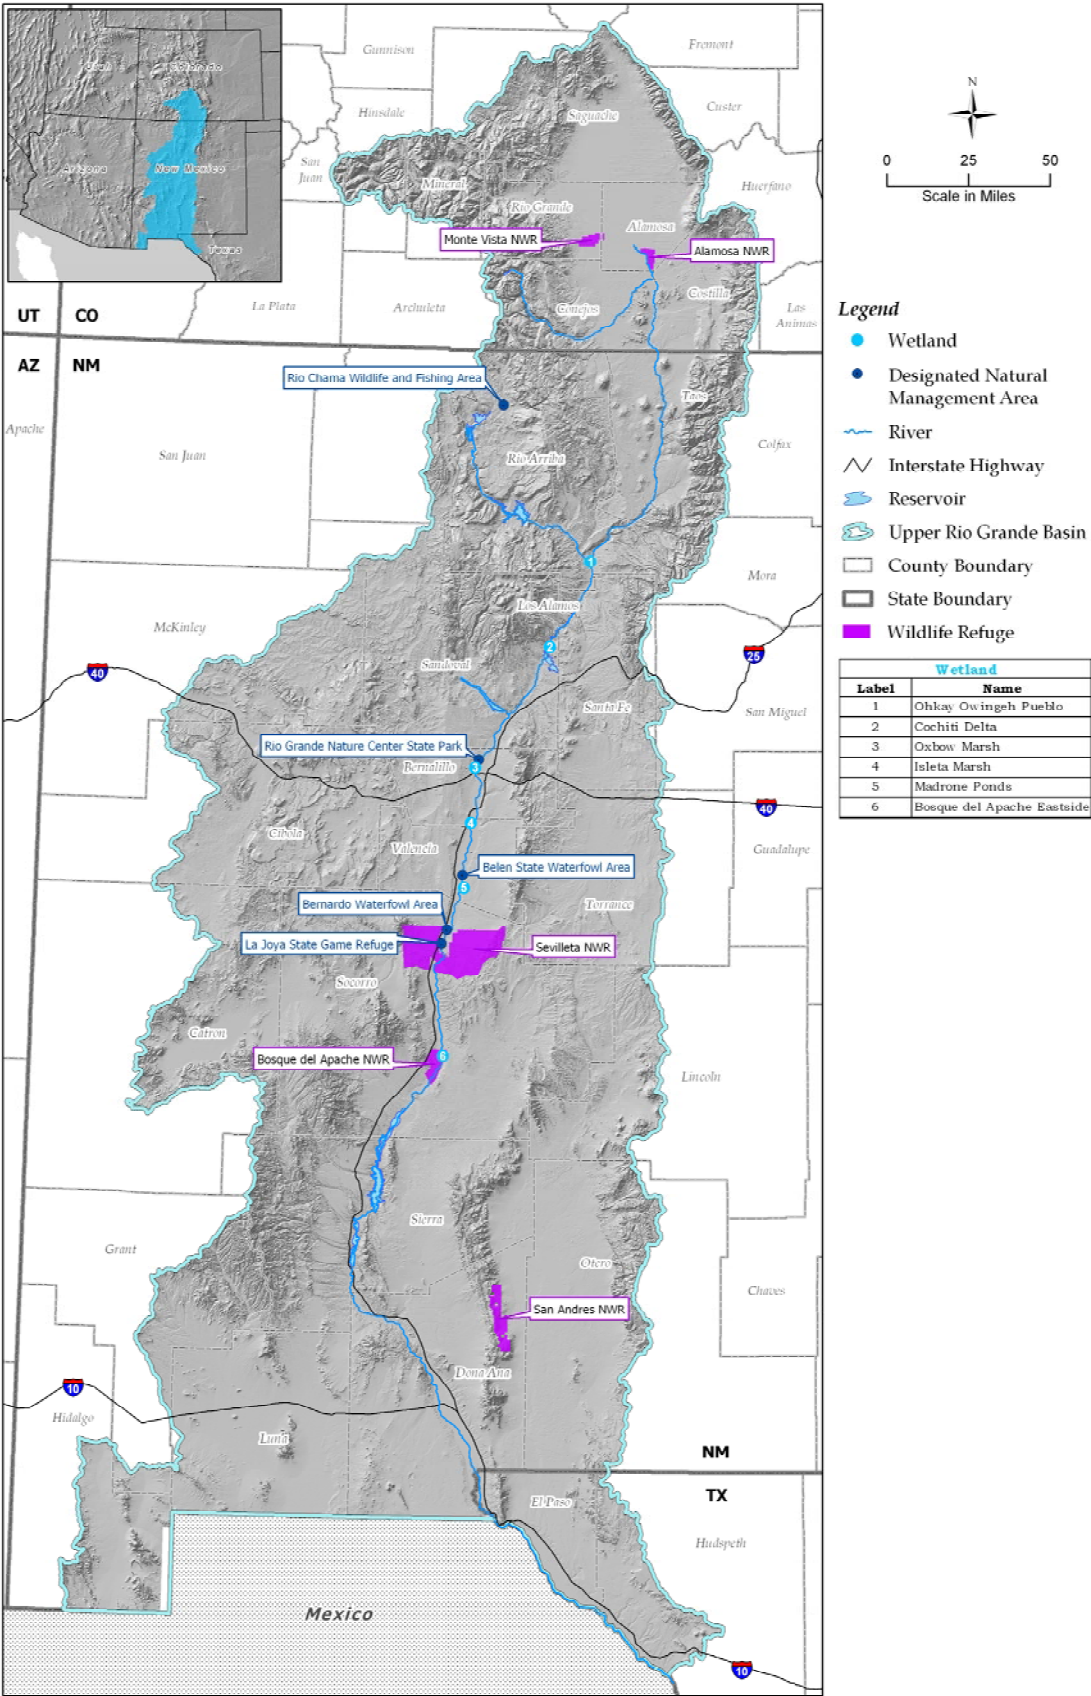 Utah
Colorado
Arizona
New Mexico
Texas
Gunnison
Fremont
Hinsdale
Saguache
Custer
San
Juan
Mineral
Huerfano
Rio Grande
Alamosa
Monte Vista NWR
Alamosa NWR
La Plata
Archuleta
Conejos
Costilla
Las
Animas
UT
CO
AZ
NM
Rio Chama Wildlife and Fishing Area
Taos
Apache
San Juan
Rio Arriba
Colfax
1
Mora
Los Alamos
McKinley
2
Sandoval
25
40
Santa Fe
San Miguel
Rio Grande Nature Center State Park
3
Bernalillo
40
Cibola
4
Valencia
Guadalupe
Belen State Waterfowl Area
5
Bernardo Waterfowl Area
Torrance
La Joya State Game Refuge
Sevilleta NWR
Socorro
Catron
Bosque del Apache NWR
6
Lincoln
Sierra
Grant
Otero
Chaves
San Andres NWR
Dona Ana
10
Hidalgo
Luna
NM
TX
El Paso
Hudspeth
Mexico
10
N
0 25 50
Scale in Miles
Legend
Wetland
Designated Natural
Management Area
River
Interstate Highway
Reservoir
Upper Rio Grande Basin
County Boundary
State Boundary
Wildlife Refuge
Wetland
Label Name
1 Ohkay Owingeh Pueblo
2 Cochiti Delta
3 Oxbow Marsh
4 Isleta Marsh
5 Madrone Ponds
6 Bosque del Apache Eastside